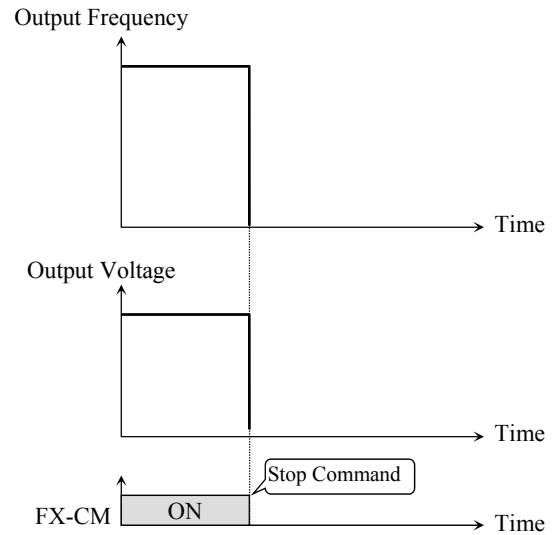 Output Frequency
Time
Output Voltage
Time
Stop Command
FX-CM
ON
Time